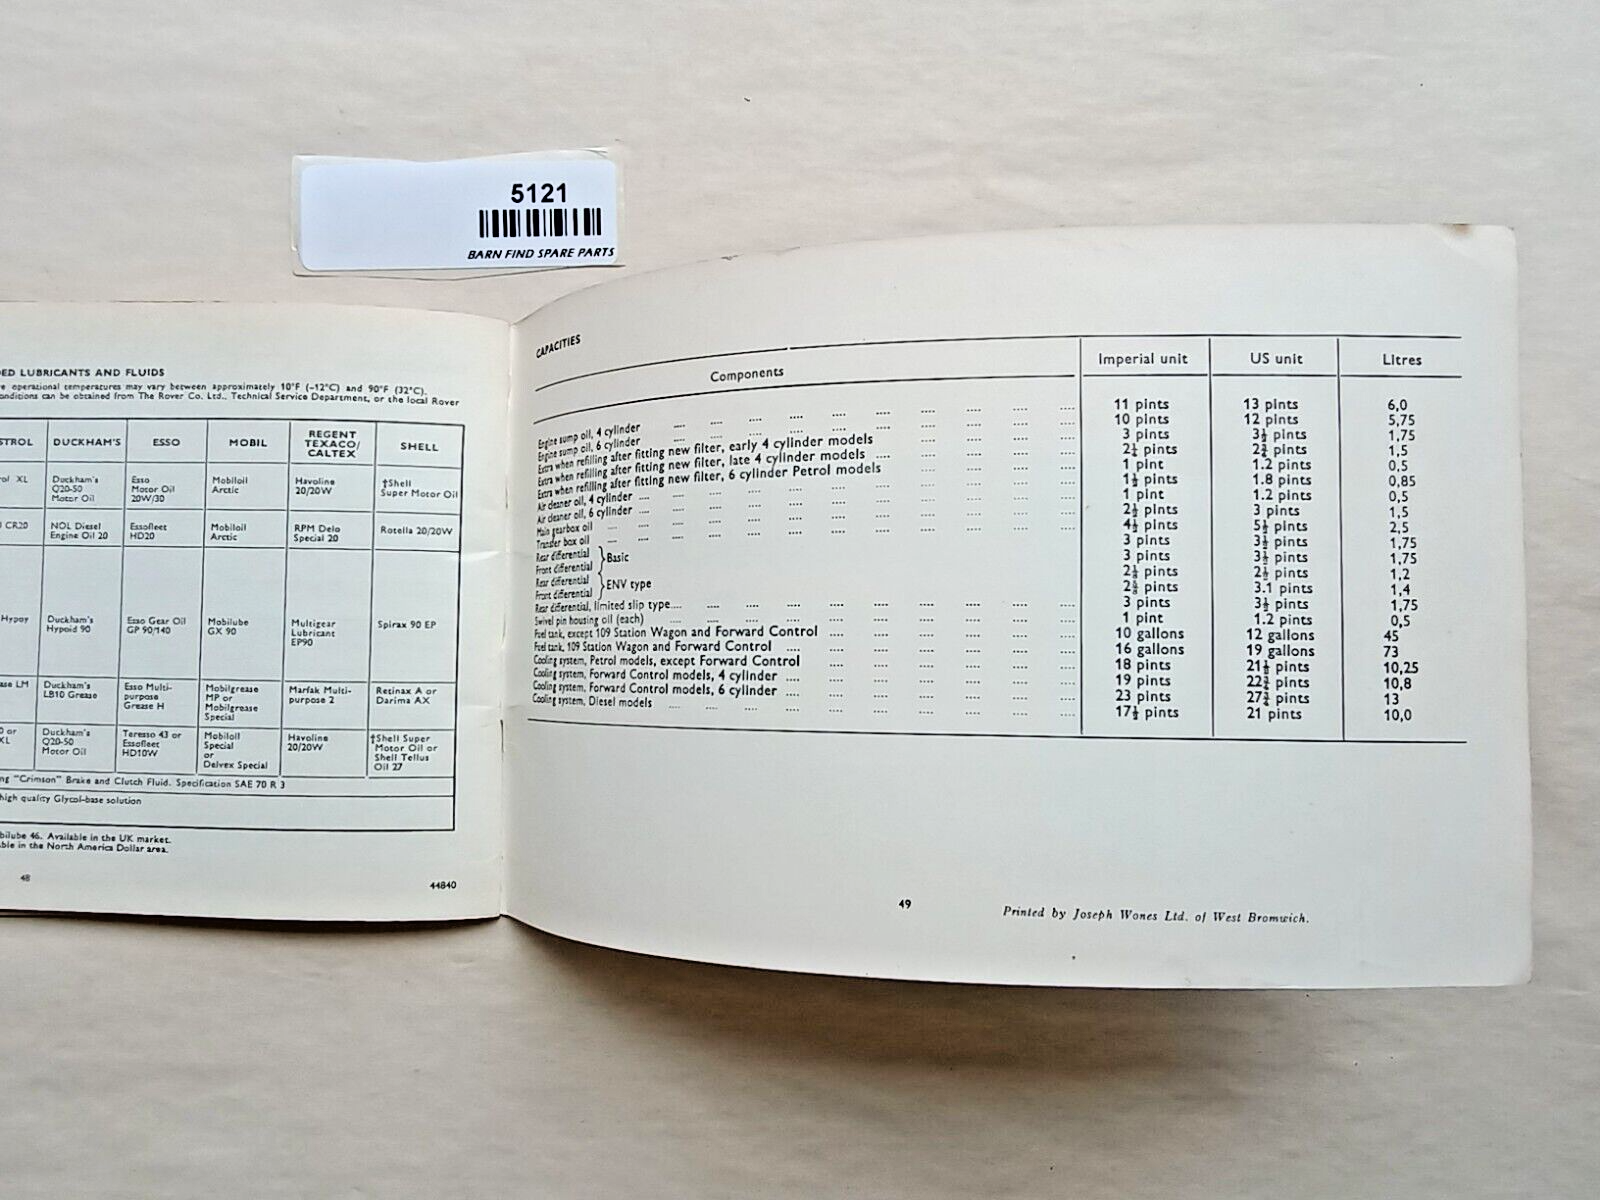 5121
BARN FIND SPARE PARTS
DED LUBRICANTS AND FLUIDS
e operational temperatures may vary between approximately 10°F (–12°C) and 90°F (32°C).
onditions can be obtained from The Rover Co. Ltd., Technical Service Department, or the local Rover
STROL DUCKHAM'S ESSO MOBIL REGENT TEXACO/ CALTEX SHELL
ol XL Duckham's Q20-50 Motor Oil Esso Motor Oil 20W/30 Mobiloil Arctic Havoline 20/20W †Shell Super Motor Oil
CR20 NOL Diesel Engine Oil 20 Essofleet HD20 Mobiloil Arctic RPM Delo Special 20 Rotella 20/20W
Hypoy Duckham's Hypoid 90 Esso Gear Oil GP 90/140 Mobilube GX 90 Multigear Lubricant EP90 Spirax 90 EP
ase LM Duckham's LB10 Grease Esso Multi-purpose Grease H Mobilgrease MP or Mobilgrease Special Marfak Multi-purpose 2 Retinax A or Darima AX
0 or XL Duckham's Q20-50 Motor Oil Teresso 43 or Essofleet HD10W Mobiloil Special or Delvex Special Havoline 20/20W ‡Shell Super Motor Oil or Shell Tellus Oil 27
ng "Crimson" Brake and Clutch Fluid. Specification SAE 70 R 3
high quality Glycol-base solution
bilube 46. Available in the UK market.
ble in the North America Dollar area.
48
44840
CAPACITIES
Components Imperial unit US unit Litres
Engine sump oil, 4 cylinder .... 11 pints 13 pints 6,0
Engine sump oil, 6 cylinder .... 10 pints 12 pints 5,75
Extra when refilling after fitting new filter, early 4 cylinder models 3 pints 3½ pints 1,75
Extra when refilling after fitting new filter, late 4 cylinder models .... 2¼ pints 2¾ pints 1,5
Extra when refilling after fitting new filter, 6 cylinder Petrol models 1 pint 1.2 pints 0,5
Air cleaner oil, 4 cylinder .... 1½ pints 1.8 pints 0,85
Air cleaner oil, 6 cylinder .... 1 pint 1.2 pints 0,5
Main gearbox oil .... 2½ pints 3 pints 1,5
Transfer box oil .... 4½ pints 5½ pints 2,5
Rear differential } Basic 3 pints 3½ pints 1,75
Front differential 3 pints 3½ pints 1,75
Rear differential } ENV type pints pints 1,2
Front differential pints 3.1 pints 1,4
Rear differential, limited slip type.... 3 pints 3½ pints 1,75
Swivel pin housing oil (each) .... 1 pint 1.2 pints 0,5
Fuel tank, except 109 Station Wagon and Forward Control .... 10 gallons 12 gallons 45
Fuel tank, 109 Station Wagon and Forward Control .... 16 gallons 19 gallons 73
Cooling system, Petrol models, except Forward Control 18 pints 21½ pints 10,25
Cooling system, Forward Control models, 4 cylinder .... 19 pints 22¾ pints 10,8
Cooling system, Forward Control models, 6 cylinder .... 23 pints 27¾ pints 13
Cooling system, Diesel models .... 17½ pints 21 pints 10,0
49
Printed by Joseph Wones Ltd. of West Bromwich.